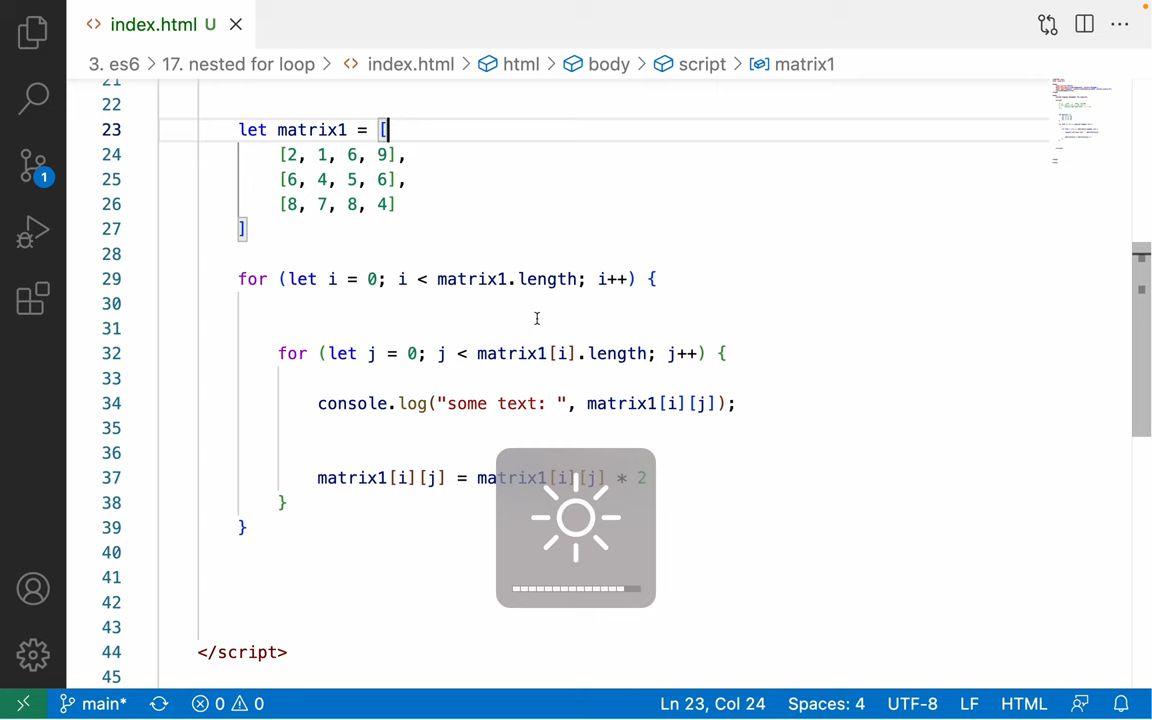 index.html U
3. es6 > 17. nested for loop > index.html > html > body > script > matrix1
21
22
23 let matrix1 = [
24 [2, 1, 6, 9],
25 [6, 4, 5, 6],
26 [8, 7, 8, 4]
27 ]
28
29 for (let i = 0; i < matrix1.length; i++) {
30
31
32 for (let j = 0; j < matrix1[i].length; j++) {
33
34 console.log("some text: ", matrix1[i][j]);
35
36
37 matrix1[i][j] = matrix1[i][j] * 2
38 }
39 }
40
41
42
43
44 </script>
45
1
main* 0 0 Ln 23, Col 24 Spaces: 4 UTF-8 LF HTML